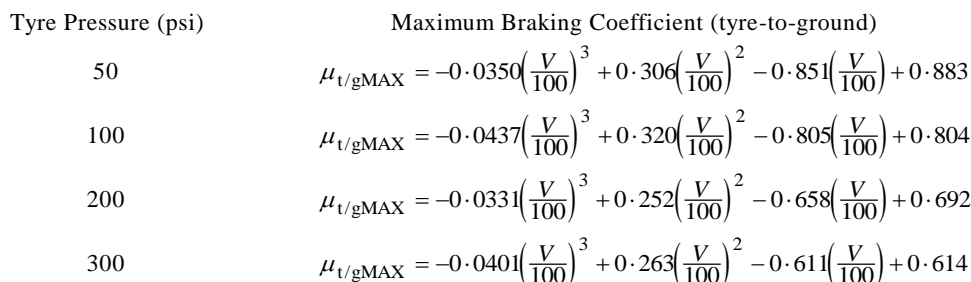 Tyre Pressure (psi) Maximum Braking Coefficient (tyre-to-ground)
50 μt/gMAX = −0·0350(V/100)^3 + 0·306(V/100)^2 − 0·851(V/100) + 0·883
100 μt/gMAX = −0·0437(V/100)^3 + 0·320(V/100)^2 − 0·805(V/100) + 0·804
200 μt/gMAX = −0·0331(V/100)^3 + 0·252(V/100)^2 − 0·658(V/100) + 0·692
300 μt/gMAX = −0·0401(V/100)^3 + 0·263(V/100)^2 − 0·611(V/100) + 0·614